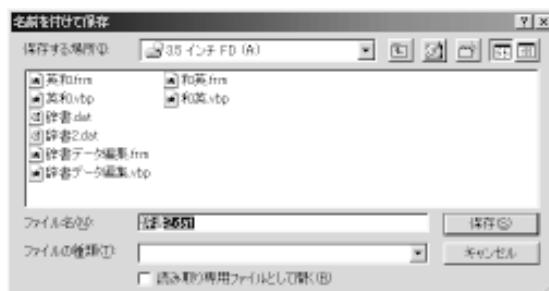 名前を付けて保存
保存する場所(I): 3.5 インチ FD (A)
英和.frm 和英.frm
英和.vbp 和英.vbp
辞書.dat
辞書2.dat
辞書データ編集.frm
辞書データ編集.vbp
ファイル名(N): 辞書2.dat 保存(S)
ファイルの種類(T): キャンセル
読み取り専用ファイルとして開く(R)